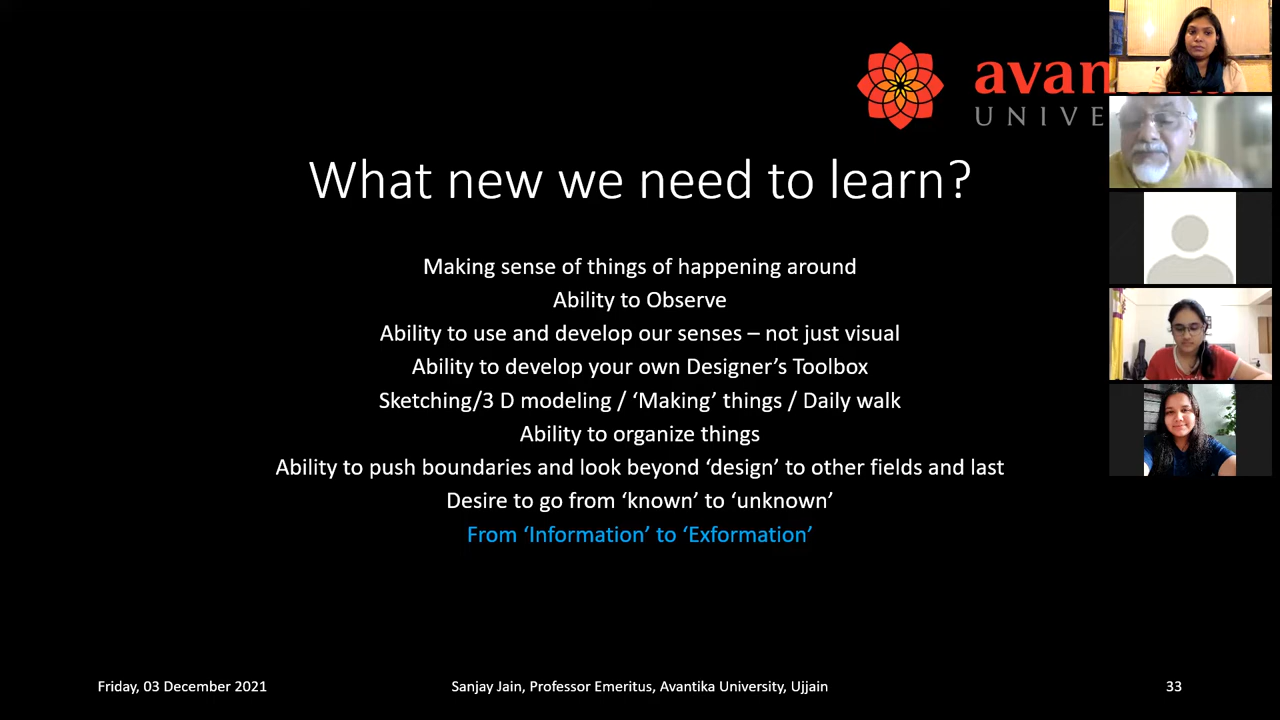 avan
UNIVE
What new we need to learn?
Making sense of things of happening around
Ability to Observe
Ability to use and develop our senses – not just visual
Ability to develop your own Designer’s Toolbox
Sketching/3 D modeling / ‘Making’ things / Daily walk
Ability to organize things
Ability to push boundaries and look beyond ‘design’ to other fields and last
Desire to go from ‘known’ to ‘unknown’
From ‘Information’ to ‘Exformation’
Friday, 03 December 2021
Sanjay Jain, Professor Emeritus, Avantika University, Ujjain
33